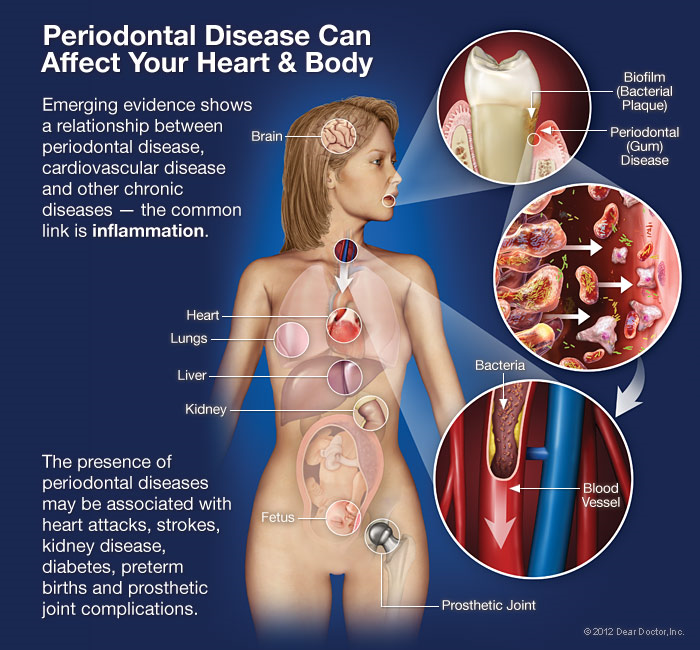 Periodontal Disease Can
Affect Your Heart & Body
Emerging evidence shows
a relationship between
periodontal disease,
cardiovascular disease
and other chronic
diseases — the common
link is inflammation.
Brain
Biofilm
(Bacterial
Plaque)
Periodontal
(Gum)
Disease
Heart
Lungs
Liver
Kidney
Fetus
Bacteria
Blood
Vessel
Prosthetic Joint
The presence of
periodontal diseases
may be associated with
heart attacks, strokes,
kidney disease,
diabetes, preterm
births and prosthetic
joint complications.
© 2012 Dear Doctor, Inc.